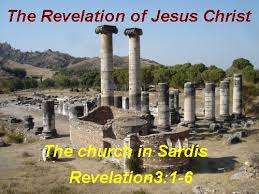 The Revelation of Jesus Christ
The church in Sardis
Revelation3:1-6